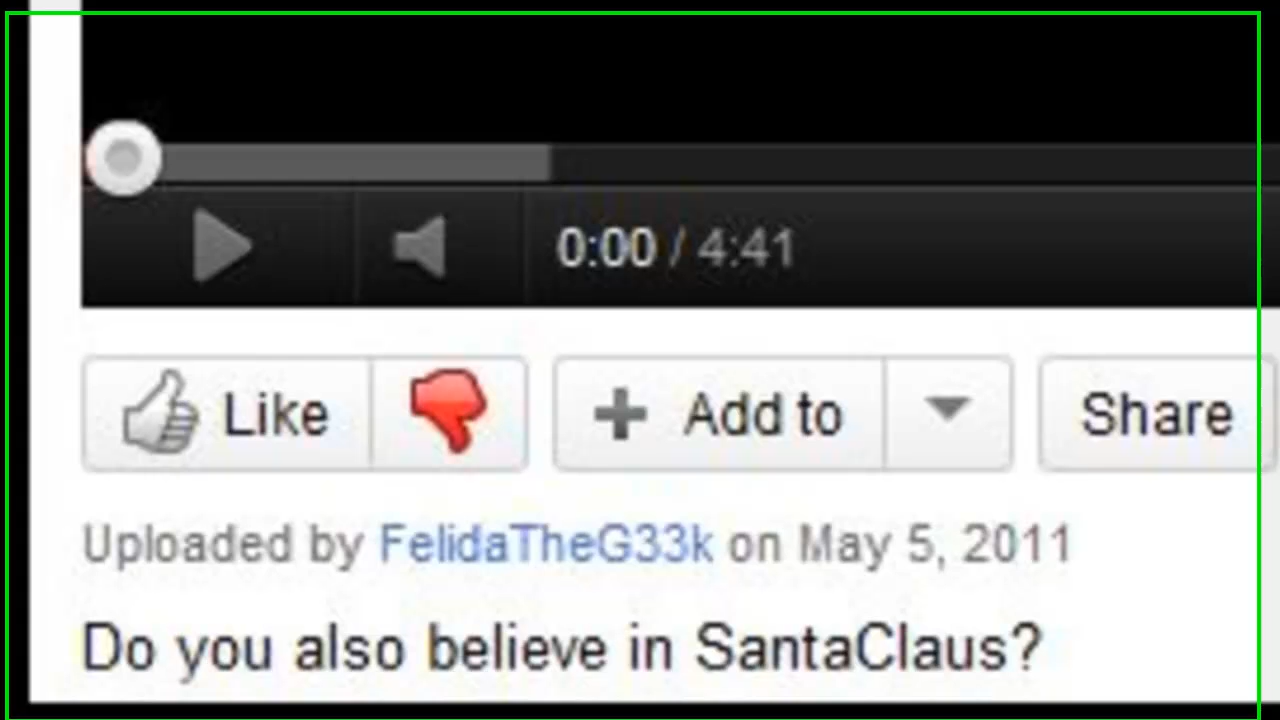 0:00 / 4:41
Like Add to Share
Uploaded by FelidaTheG33k on May 5, 2011
Do you also believe in SantaClaus?